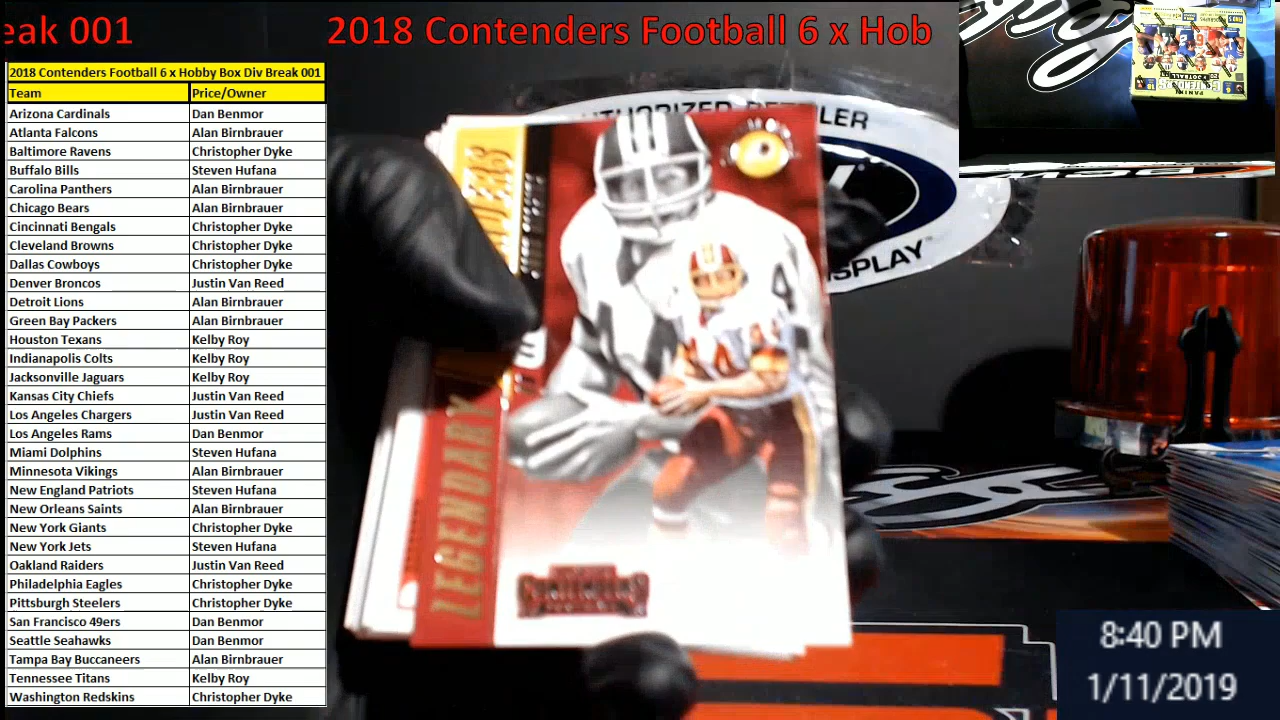 eak 001
2018 Contenders Football 6 x Hob
2018 Contenders Football 6 x Hobby Box Div Break 001
Team Price/Owner
Arizona Cardinals Dan Benmor
Atlanta Falcons Alan Birnbrauer
Baltimore Ravens Christopher Dyke
Buffalo Bills Steven Hufana
Carolina Panthers Alan Birnbrauer
Chicago Bears Alan Birnbrauer
Cincinnati Bengals Christopher Dyke
Cleveland Browns Christopher Dyke
Dallas Cowboys Christopher Dyke
Denver Broncos Justin Van Reed
Detroit Lions Alan Birnbrauer
Green Bay Packers Alan Birnbrauer
Houston Texans Kelby Roy
Indianapolis Colts Kelby Roy
Jacksonville Jaguars Kelby Roy
Kansas City Chiefs Justin Van Reed
Los Angeles Chargers Justin Van Reed
Los Angeles Rams Dan Benmor
Miami Dolphins Steven Hufana
Minnesota Vikings Alan Birnbrauer
New England Patriots Steven Hufana
New Orleans Saints Alan Birnbrauer
New York Giants Christopher Dyke
New York Jets Steven Hufana
Oakland Raiders Justin Van Reed
Philadelphia Eagles Christopher Dyke
Pittsburgh Steelers Christopher Dyke
San Francisco 49ers Dan Benmor
Seattle Seahawks Dan Benmor
Tampa Bay Buccaneers Alan Birnbrauer
Tennessee Titans Kelby Roy
Washington Redskins Christopher Dyke
AUTHORIZED RETAILER
DISPLAY
44
LEGENDARY
CONTENDERS
8:40 PM
1/11/2019